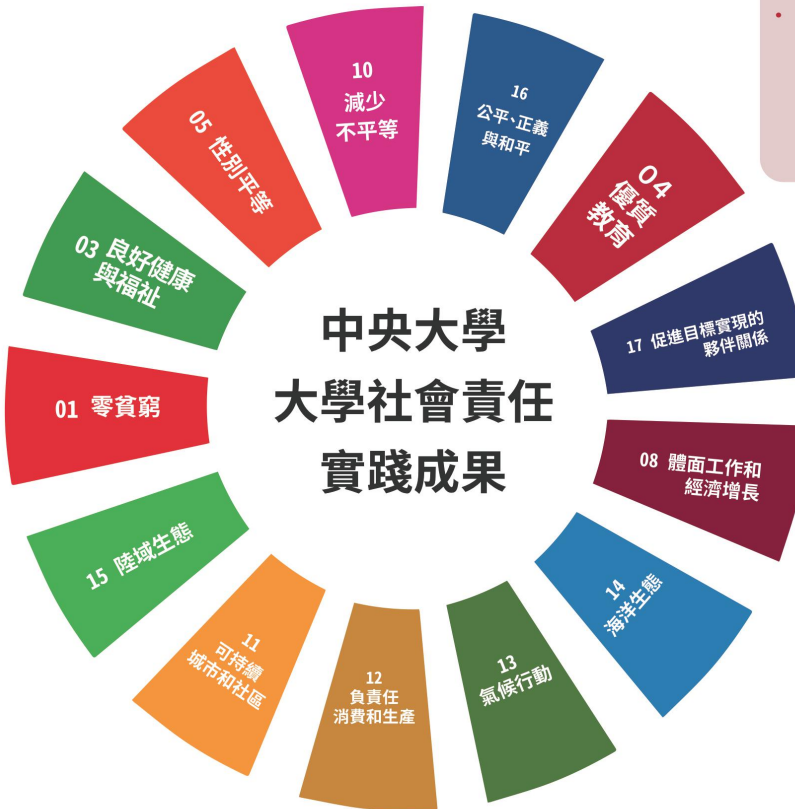 中央大學
大學社會責任
實踐成果
10
減少
不平等
16
公平、正義
與和平
04
優質
教育
17 促進目標實現的
夥伴關係
08 體面工作和
經濟增長
14
海洋生態
13
氣候行動
12
負責任
消費和生產
11
可持續
城市和社區
15 陸域生態
01 零貧窮
03 良好健康
與福祉
05 性別平等